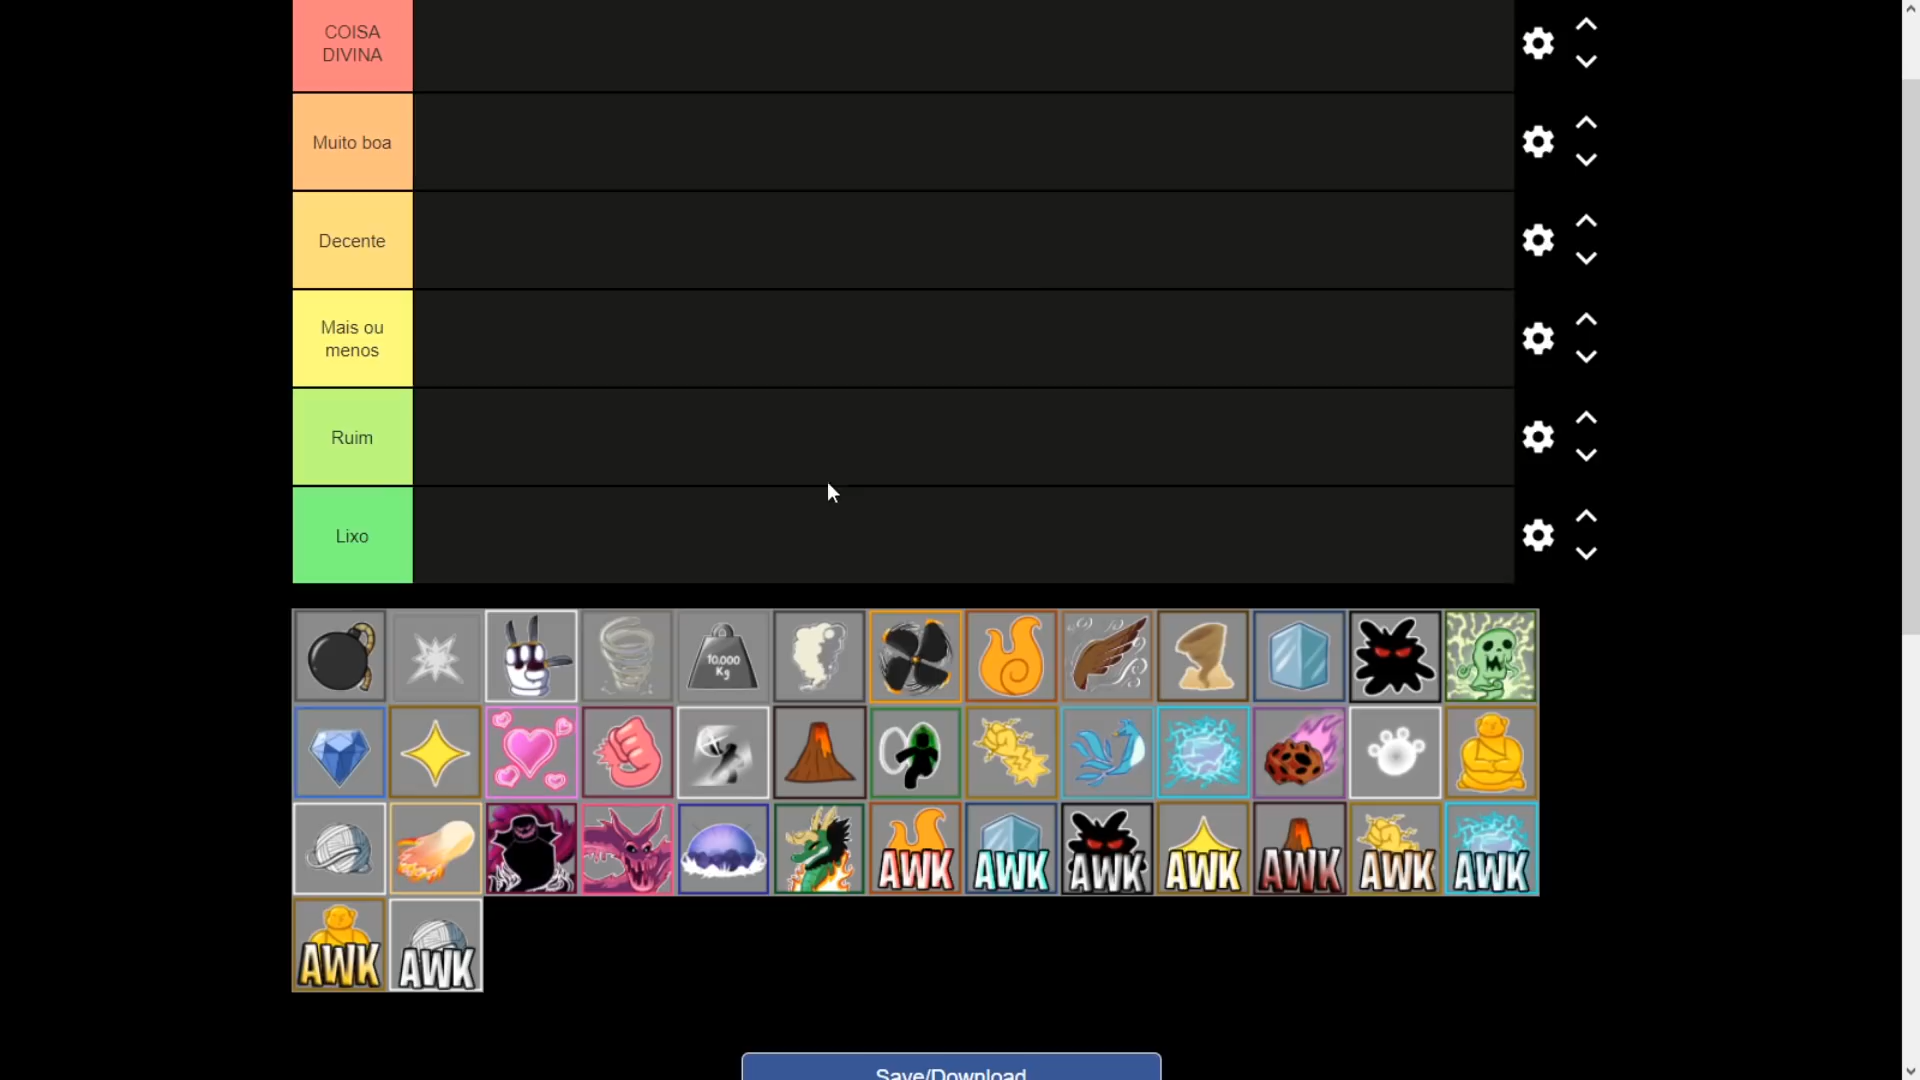 COISA
DIVINA
Muito boa
Decente
Mais ou
menos
Ruim
Lixo
10.000
Kg
AWK
AWK
AWK
AWK
AWK
AWK
AWK
AWK
AWK
Save/Download